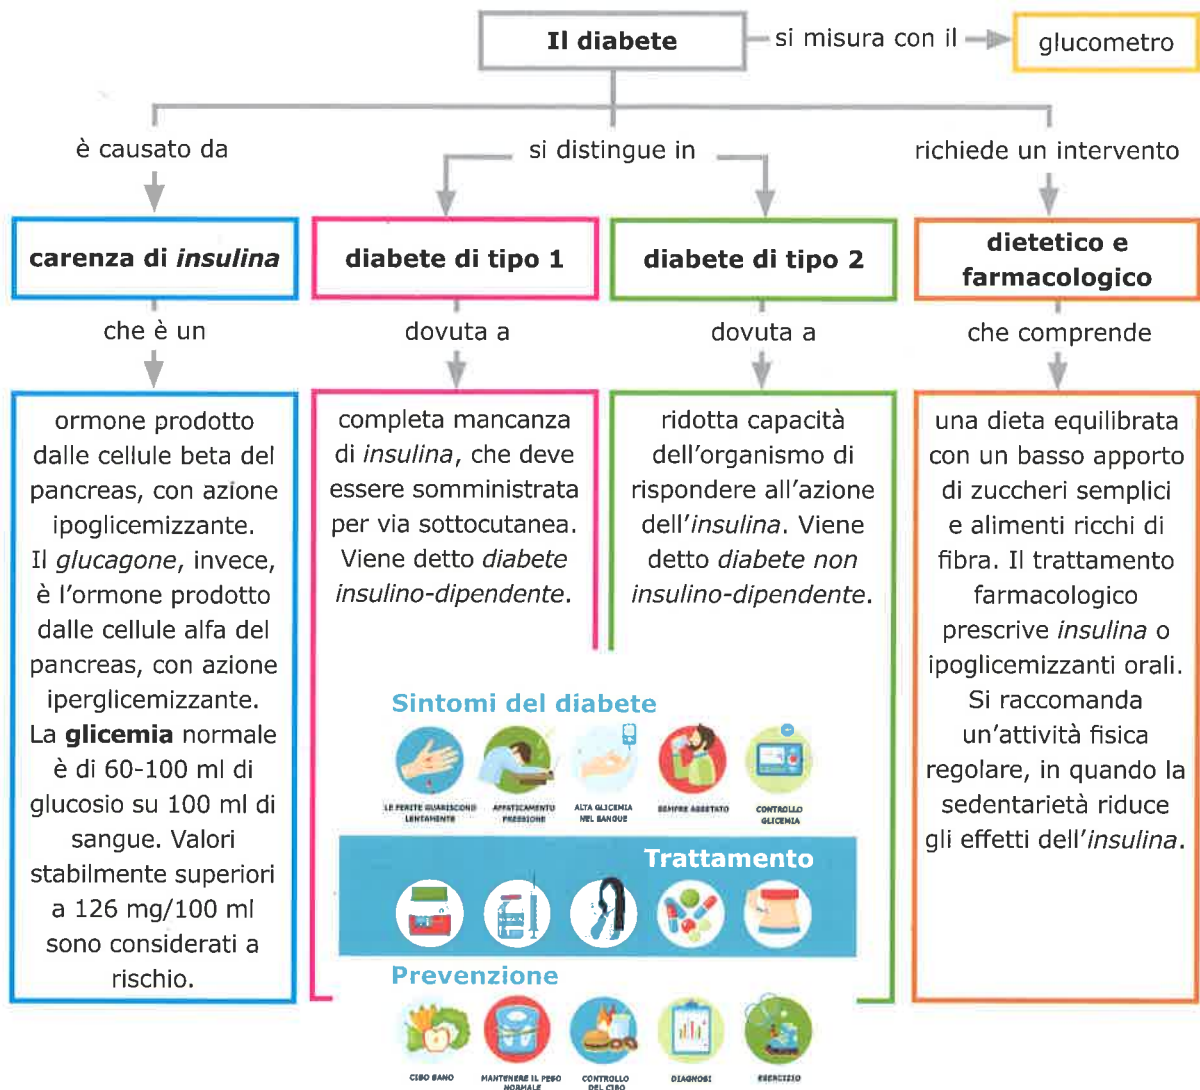 Il diabete
si misura con il
glucometro
è causato da
si distingue in
richiede un intervento
carenza di insulina
diabete di tipo 1
diabete di tipo 2
dietetico e
farmacologico
che è un
dovuta a
dovuta a
che comprende
ormone prodotto
dalle cellule beta del
pancreas, con azione
ipoglicemizzante.
Il glucagone, invece,
è l'ormone prodotto
dalle cellule alfa del
pancreas, con azione
iperglicemizzante.
La glicemia normale
è di 60-100 ml di
glucosio su 100 ml di
sangue. Valori
stabilmente superiori
a 126 mg/100 ml
sono considerati a
rischio.
completa mancanza
di insulina, che deve
essere somministrata
per via sottocutanea.
Viene detto diabete
insulino-dipendente.
ridotta capacità
dell'organismo di
rispondere all'azione
dell'insulina. Viene
detto diabete non
insulino-dipendente.
una dieta equilibrata
con un basso apporto
di zuccheri semplici
e alimenti ricchi di
fibra. Il trattamento
farmacologico
prescrive insulina o
ipoglicemizzanti orali.
Si raccomanda
un'attività fisica
regolare, in quando la
sedentarietà riduce
gli effetti dell'insulina.
Sintomi del diabete
LE FERITE GUARISCONO
LENTAMENTE
AFFATICAMENTO
PRESSIONE
ALTA GLICEMIA
NEL SANGUE
SEMPRE ASSETATO
CONTROLLO
GLICEMIA
Trattamento
Prevenzione
CIBO SANO
MANTENERE IL PESO
NORMALE
CONTROLLO
DEL CIBO
DIAGNOSI
ESERCIZIO